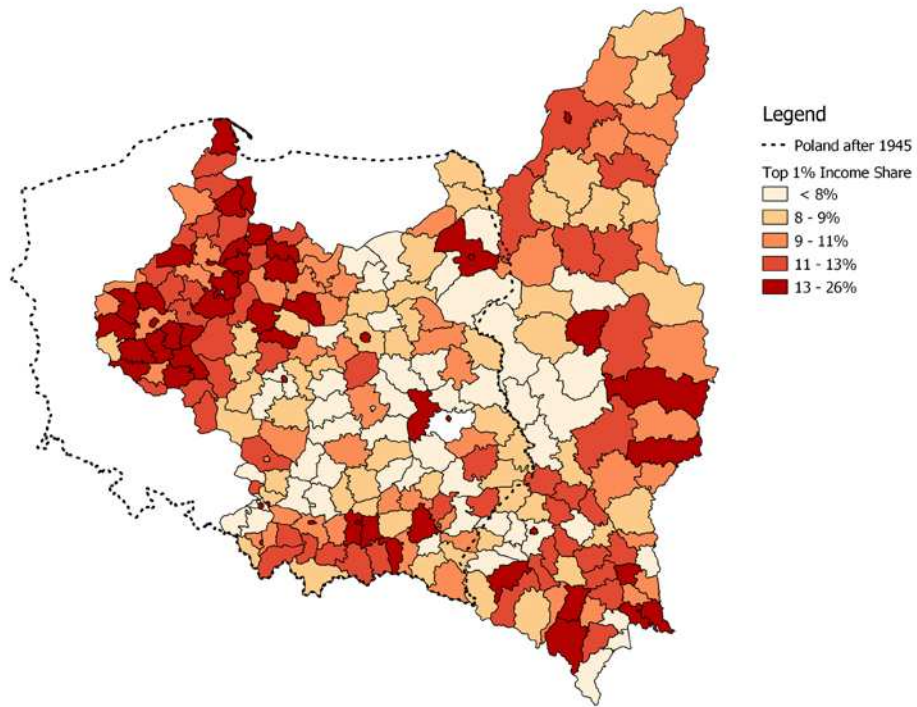 Legend
Poland after 1945
Top 1% Income Share
< 8%
8 - 9%
9 - 11%
11 - 13%
13 - 26%